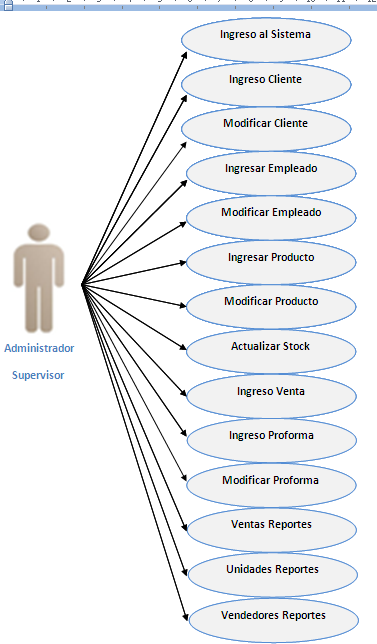 Ingreso al Sistema
Ingreso Cliente
Modificar Cliente
Ingresar Empleado
Modificar Empleado
Ingresar Producto
Modificar Producto
Actualizar Stock
Ingreso Venta
Ingreso Proforma
Modificar Proforma
Ventas Reportes
Unidades Reportes
Vendedores Reportes
Administrador
Supervisor